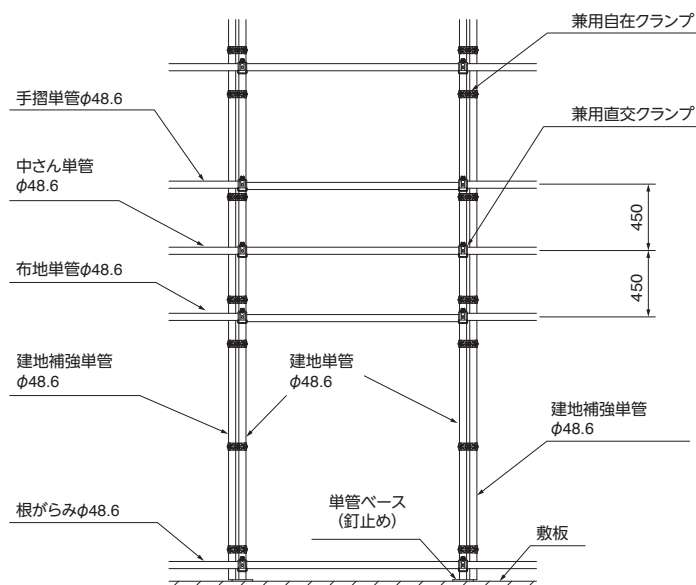 兼用自在クランプ
手摺単管φ48.6
兼用直交クランプ
中さん単管
φ48.6
450
布地単管φ48.6
450
建地補強単管
φ48.6
建地単管
φ48.6
建地補強単管
φ48.6
単管ベース
（釘止め）
根がらみφ48.6
敷板